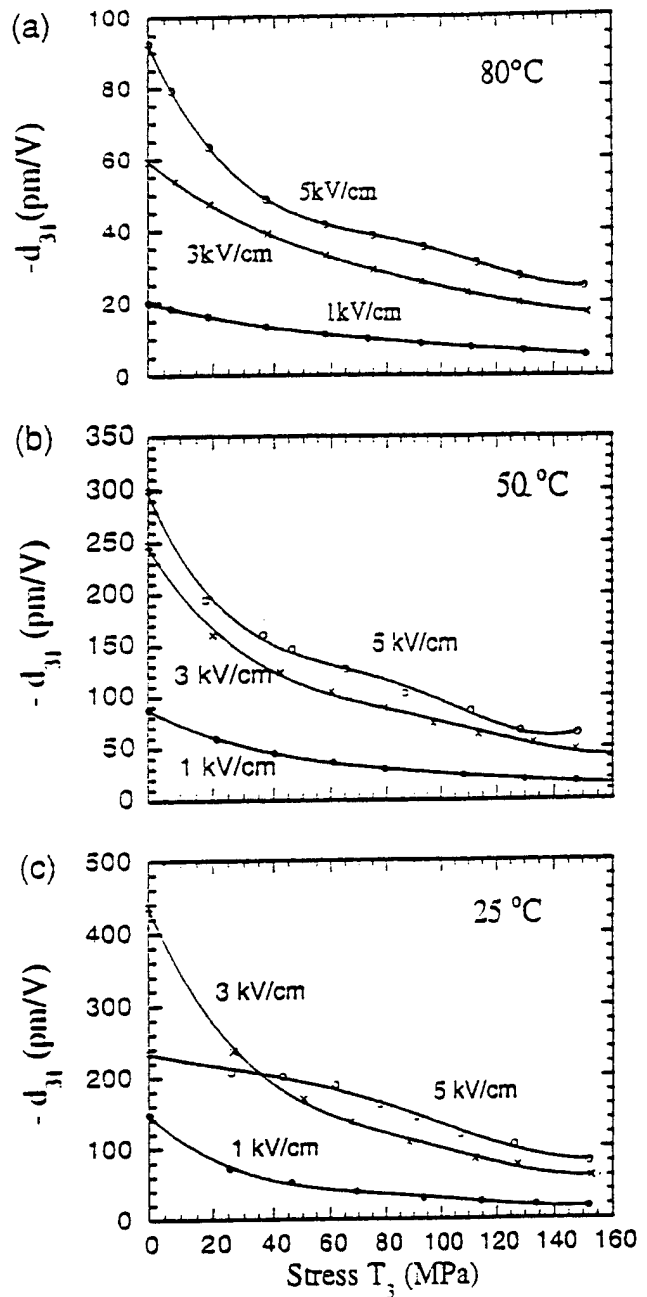 (a)
100
80
60
40
20
0
-d31 (pm/V)
80°C
5kV/cm
3kV/cm
1kV/cm
(b)
350
300
250
200
150
100
50
0
- d31 (pm/V)
50 °C
5 kV/cm
3 kV/cm
1 kV/cm
(c)
500
400
300
200
100
0
- d31 (pm/V)
25 °C
3 kV/cm
5 kV/cm
1 kV/cm
0 20 40 60 80 100 120 140 160
Stress T3 (MPa)